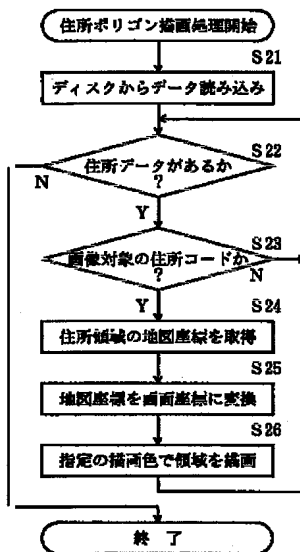 住所ポリゴン描画処理開始
S21
ディスクからデータ読み込み
S22
住所データがあるか
?
N
Y
S23
画像対象の住所コードか
?
N
Y
S24
住所領域の地図座標を取得
S25
地図座標を画面座標に変換
S26
指定の描画色で領域を描画
終了